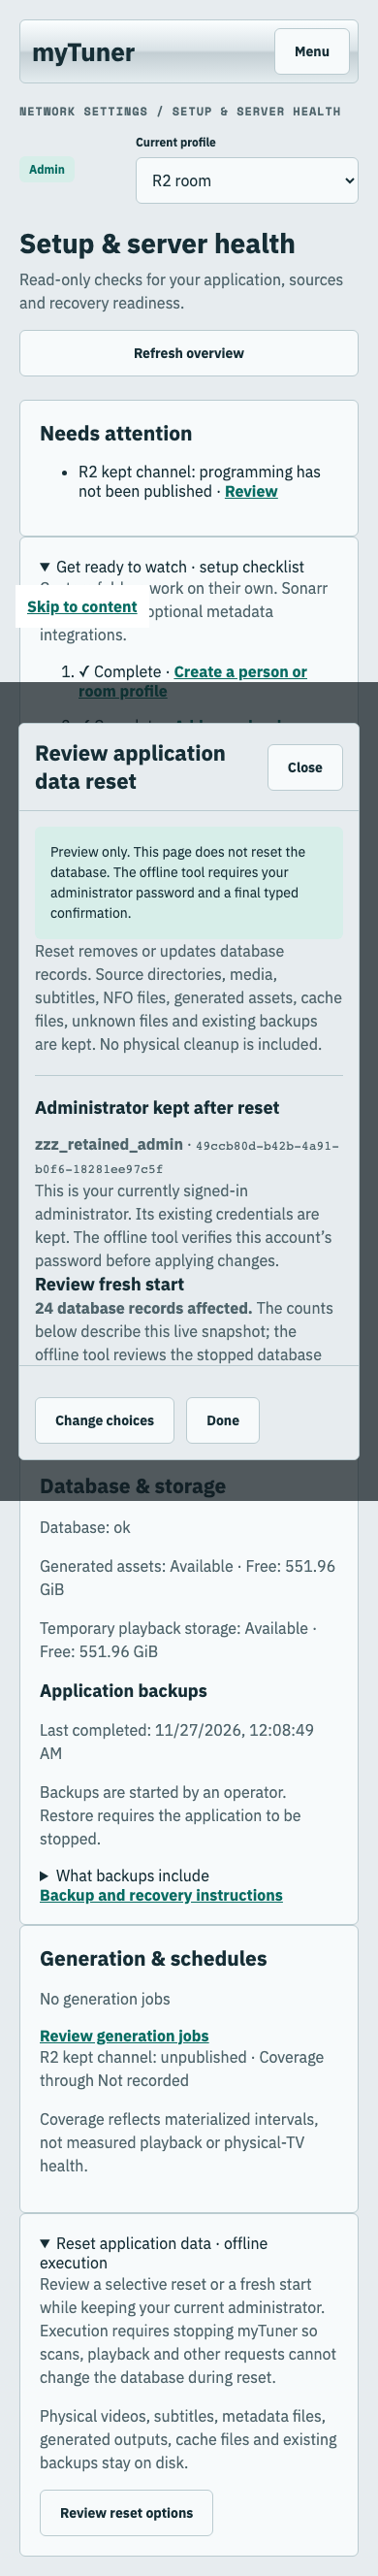 myTuner
Menu
NETWORK SETTINGS / SETUP & SERVER HEALTH
Current profile
Admin
R2 room
Setup & server health
Read-only checks for your application, sources
and recovery readiness.
Refresh overview
Needs attention
• R2 kept channel: programming has
not been published · Review
▼ Get ready to watch · setup checklist
work on their own. Sonarr
Skip to content
optional metadata
integrations.
1. ✓ Complete · Create a person or
room profile
Review application
data reset
Close
Preview only. This page does not reset the
database. The offline tool requires your
administrator password and a final typed
confirmation.
Reset removes or updates database
records. Source directories, media,
subtitles, NFO files, generated assets, cache
files, unknown files and existing backups
are kept. No physical cleanup is included.
Administrator kept after reset
zzz_retained_admin · 49ccb80d-b42b-4a91-
b0f6-18281ee97c5f
This is your currently signed-in
administrator. Its existing credentials are
kept. The offline tool verifies this account’s
password before applying changes.
Review fresh start
24 database records affected. The counts
below describe this live snapshot; the
offline tool reviews the stopped database
Change choices
Done
Database & storage
Database: ok
Generated assets: Available · Free: 551.96
GiB
Temporary playback storage: Available ·
Free: 551.96 GiB
Application backups
Last completed: 11/27/2026, 12:08:49
AM
Backups are started by an operator.
Restore requires the application to be
stopped.
▶ What backups include
Backup and recovery instructions
Generation & schedules
No generation jobs
Review generation jobs
R2 kept channel: unpublished · Coverage
through Not recorded
Coverage reflects materialized intervals,
not measured playback or physical-TV
health.
▼ Reset application data · offline
execution
Review a selective reset or a fresh start
while keeping your current administrator.
Execution requires stopping myTuner so
scans, playback and other requests cannot
change the database during reset.
Physical videos, subtitles, metadata files,
generated outputs, cache files and existing
backups stay on disk.
Review reset options